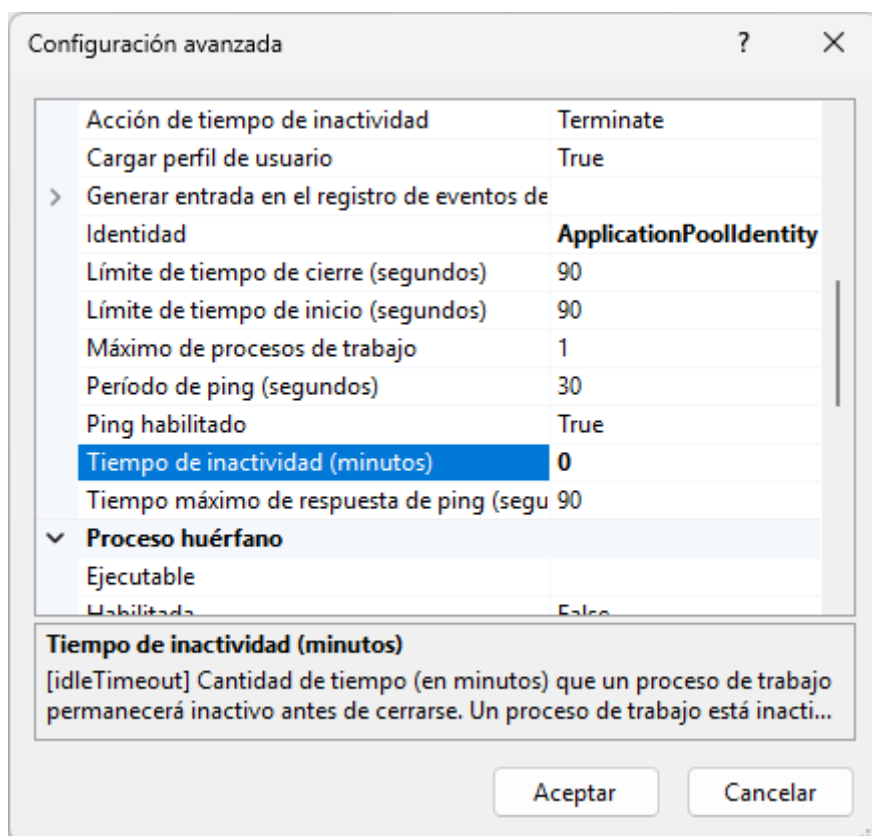 Configuración avanzada ?
Acción de tiempo de inactividad Terminate
Cargar perfil de usuario True
Generar entrada en el registro de eventos de
Identidad ApplicationPoolIdentity
Límite de tiempo de cierre (segundos) 90
Límite de tiempo de inicio (segundos) 90
Máximo de procesos de trabajo 1
Período de ping (segundos) 30
Ping habilitado True
Tiempo de inactividad (minutos) 0
Tiempo máximo de respuesta de ping (segu 90
Proceso huérfano
Ejecutable
Habilitada False
Tiempo de inactividad (minutos)
[idleTimeout] Cantidad de tiempo (en minutos) que un proceso de trabajo
permanecerá inactivo antes de cerrarse. Un proceso de trabajo está inacti...
Aceptar Cancelar